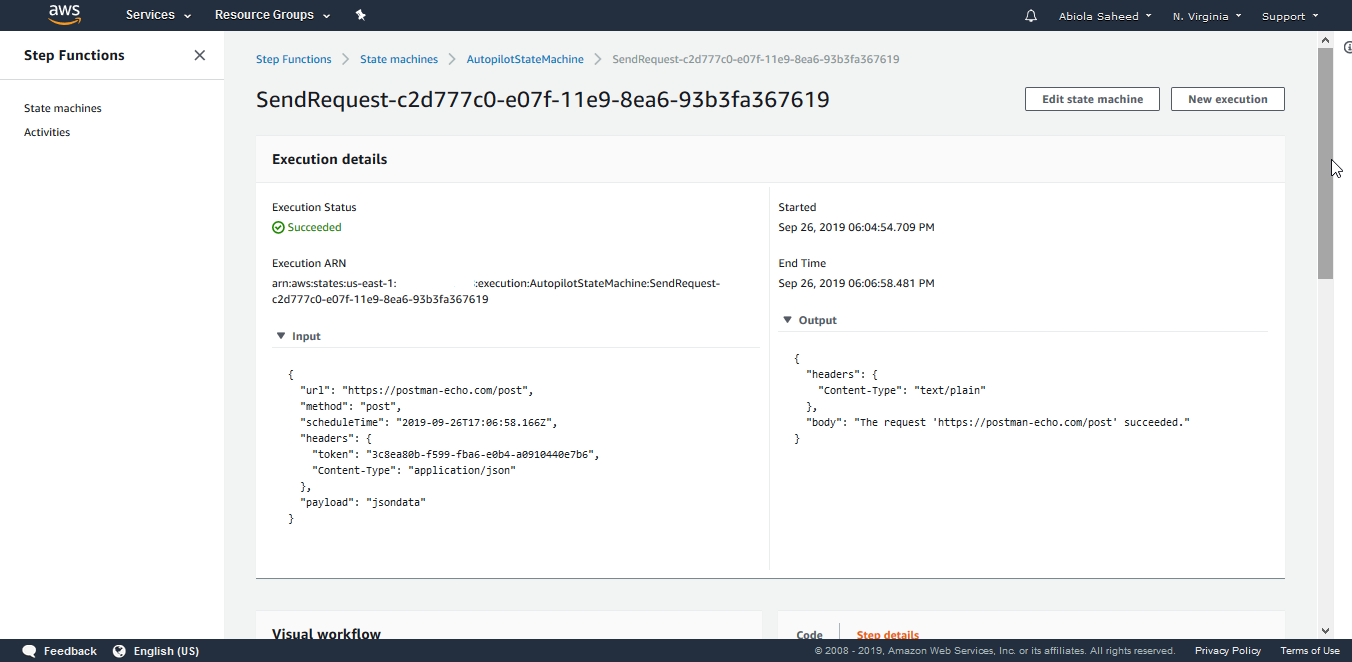 aws
Services
Resource Groups
Abiola Saheed
N. Virginia
Support
Step Functions
State machines
Activities
Step Functions
State machines
AutopilotStateMachine
SendRequest-c2d777c0-e07f-11e9-8ea6-93b3fa367619
SendRequest-c2d777c0-e07f-11e9-8ea6-93b3fa367619
Edit state machine
New execution
Execution details
Execution Status
Succeeded
Execution ARN
arn:aws:states:us-east-1: :execution:AutopilotStateMachine:SendRequest-
c2d777c0-e07f-11e9-8ea6-93b3fa367619
Input
{
"url": "https://postman-echo.com/post",
"method": "post",
"scheduleTime": "2019-09-26T17:06:58.166Z",
"headers": {
"token": "3c8ea80b-f599-fba6-e0b4-a0910440e7b6",
"Content-Type": "application/json"
},
"payload": "jsondata"
}
Started
Sep 26, 2019 06:04:54.709 PM
End Time
Sep 26, 2019 06:06:58.481 PM
Output
{
"headers": {
"Content-Type": "text/plain"
},
"body": "The request 'https://postman-echo.com/post' succeeded."
}
Visual workflow
Code
Step details
Feedback
English (US)
© 2008 - 2019, Amazon Web Services, Inc. or its affiliates. All rights reserved.
Privacy Policy
Terms of Use